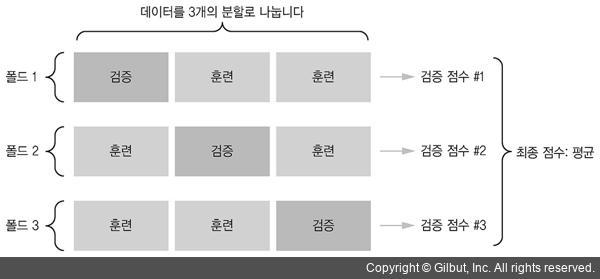 데이터를 3개의 분할로 나눕니다
폴드 1 검증 훈련 훈련 검증 점수 #1
폴드 2 훈련 검증 훈련 검증 점수 #2
최종 점수: 평균
폴드 3 훈련 훈련 검증 검증 점수 #3
Copyright © Gilbut, Inc. All rights reserved.